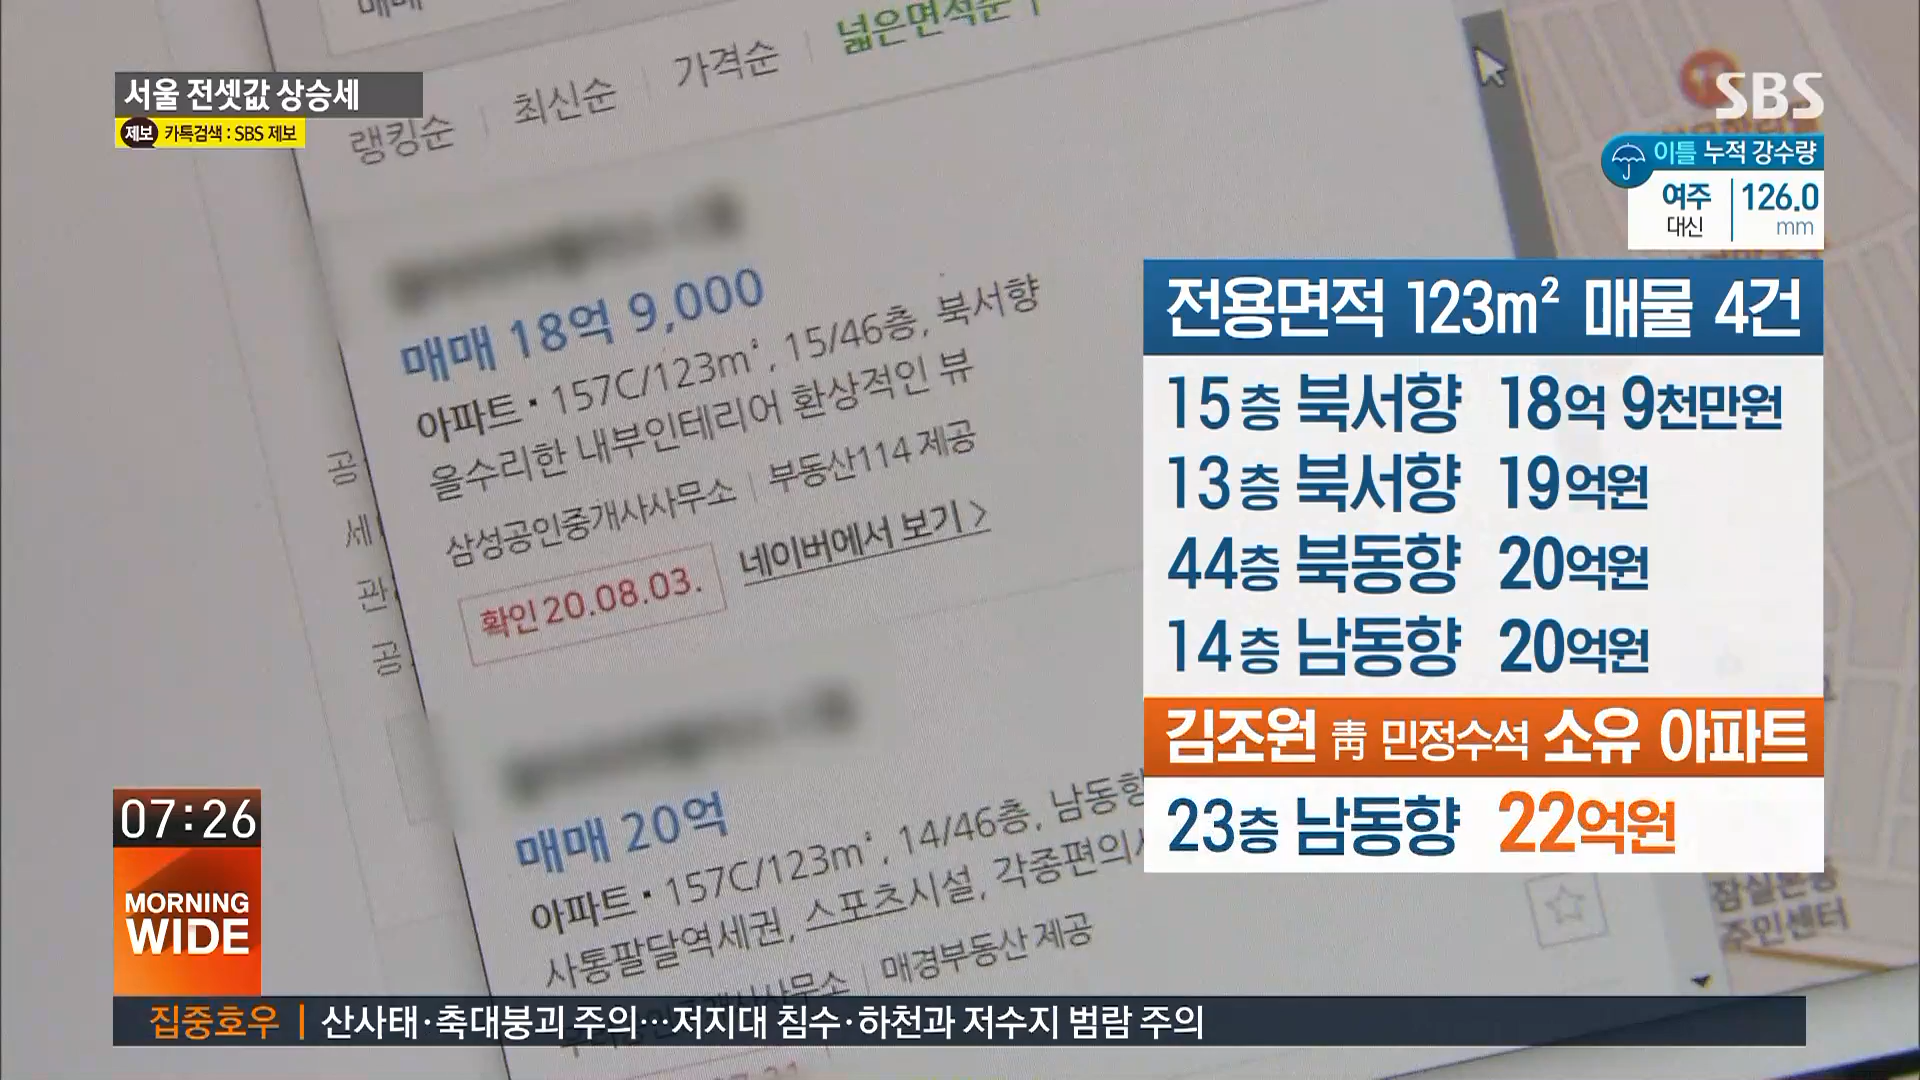 매매
랭킹순 최신순 가격순 넓은면적순
서울 전셋값 상승세
제보 카톡검색 : SBS 제보
SBS
이틀 누적 강수량
여주 126.0
대신 mm
매매 18억 9,000
아파트 · 157C/123m², 15/46층, 북서향
올수리한 내부인테리어 환상적인 뷰
삼성공인중개사사무소 | 부동산114 제공
확인 20.08.03. 네이버에서 보기 >
공
세
관
공
매매 20억
아파트 · 157C/123m², 14/46층, 남동향
사통팔달역세권, 스포츠시설, 각종편의시
매경부동산 제공
전용면적 123m² 매물 4건
15층 북서향 18억 9천만원
13층 북서향 19억원
44층 북동향 20억원
14층 남동향 20억원
김조원 靑 민정수석 소유 아파트
23층 남동향 22억원
주민센터
07:26
MORNING
WIDE
집중호우 | 산사태·축대붕괴 주의…저지대 침수·하천과 저수지 범람 주의